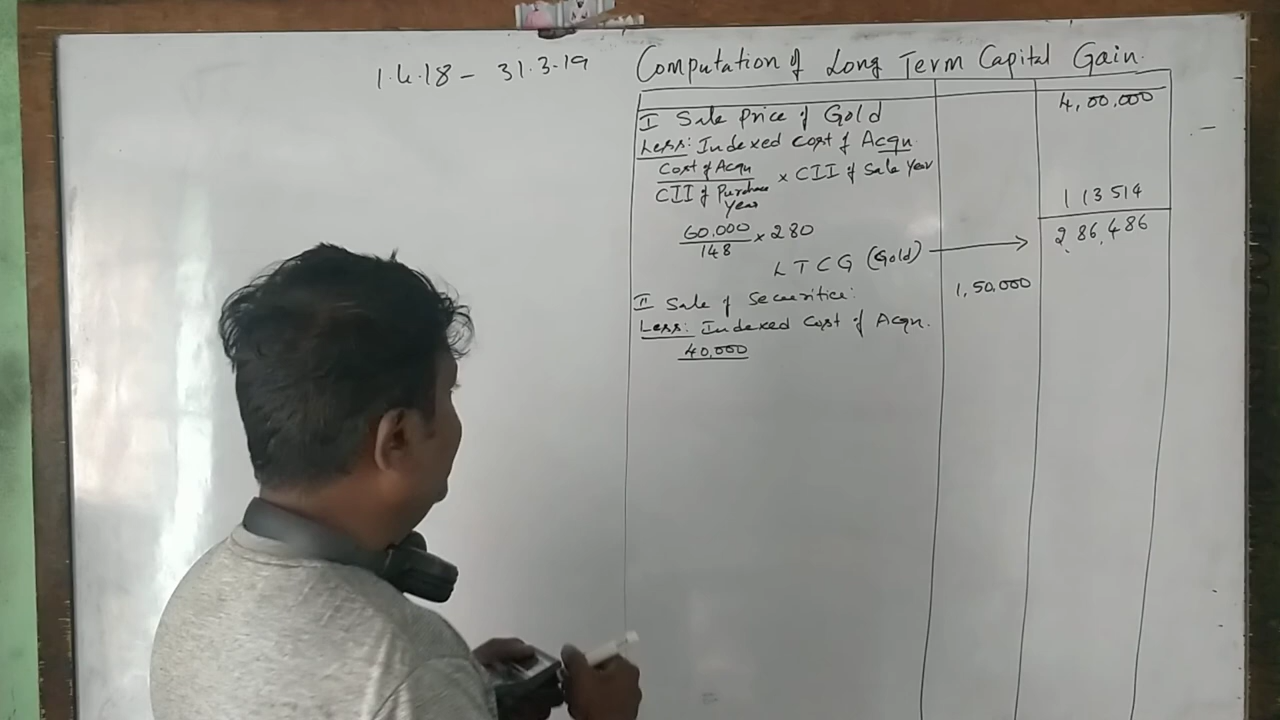 1.4.18 - 31.3.19
Computation of Long Term Capital Gain.
I Sale Price of Gold 4,00,000
Less: Indexed Cost of Acqn.
Cost of Acqn / CII of Purchase Year × CII of Sale Year 1 13 514
60,000 / 148 × 280 2,86,486
LTCG (Gold) →
II Sale of Securities: 1,50,000
Less: Indexed Cost of Acqn.
40,000